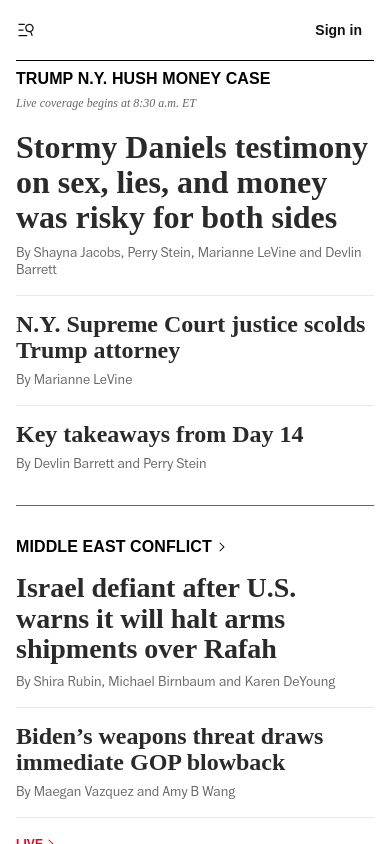 Sign in
TRUMP N.Y. HUSH MONEY CASE
Live coverage begins at 8:30 a.m. ET
Stormy Daniels testimony
on sex, lies, and money
was risky for both sides
By Shayna Jacobs, Perry Stein, Marianne LeVine and Devlin
Barrett
N.Y. Supreme Court justice scolds
Trump attorney
By Marianne LeVine
Key takeaways from Day 14
By Devlin Barrett and Perry Stein
MIDDLE EAST CONFLICT
Israel defiant after U.S.
warns it will halt arms
shipments over Rafah
By Shira Rubin, Michael Birnbaum and Karen DeYoung
Biden’s weapons threat draws
immediate GOP blowback
By Maegan Vazquez and Amy B Wang
LIVE